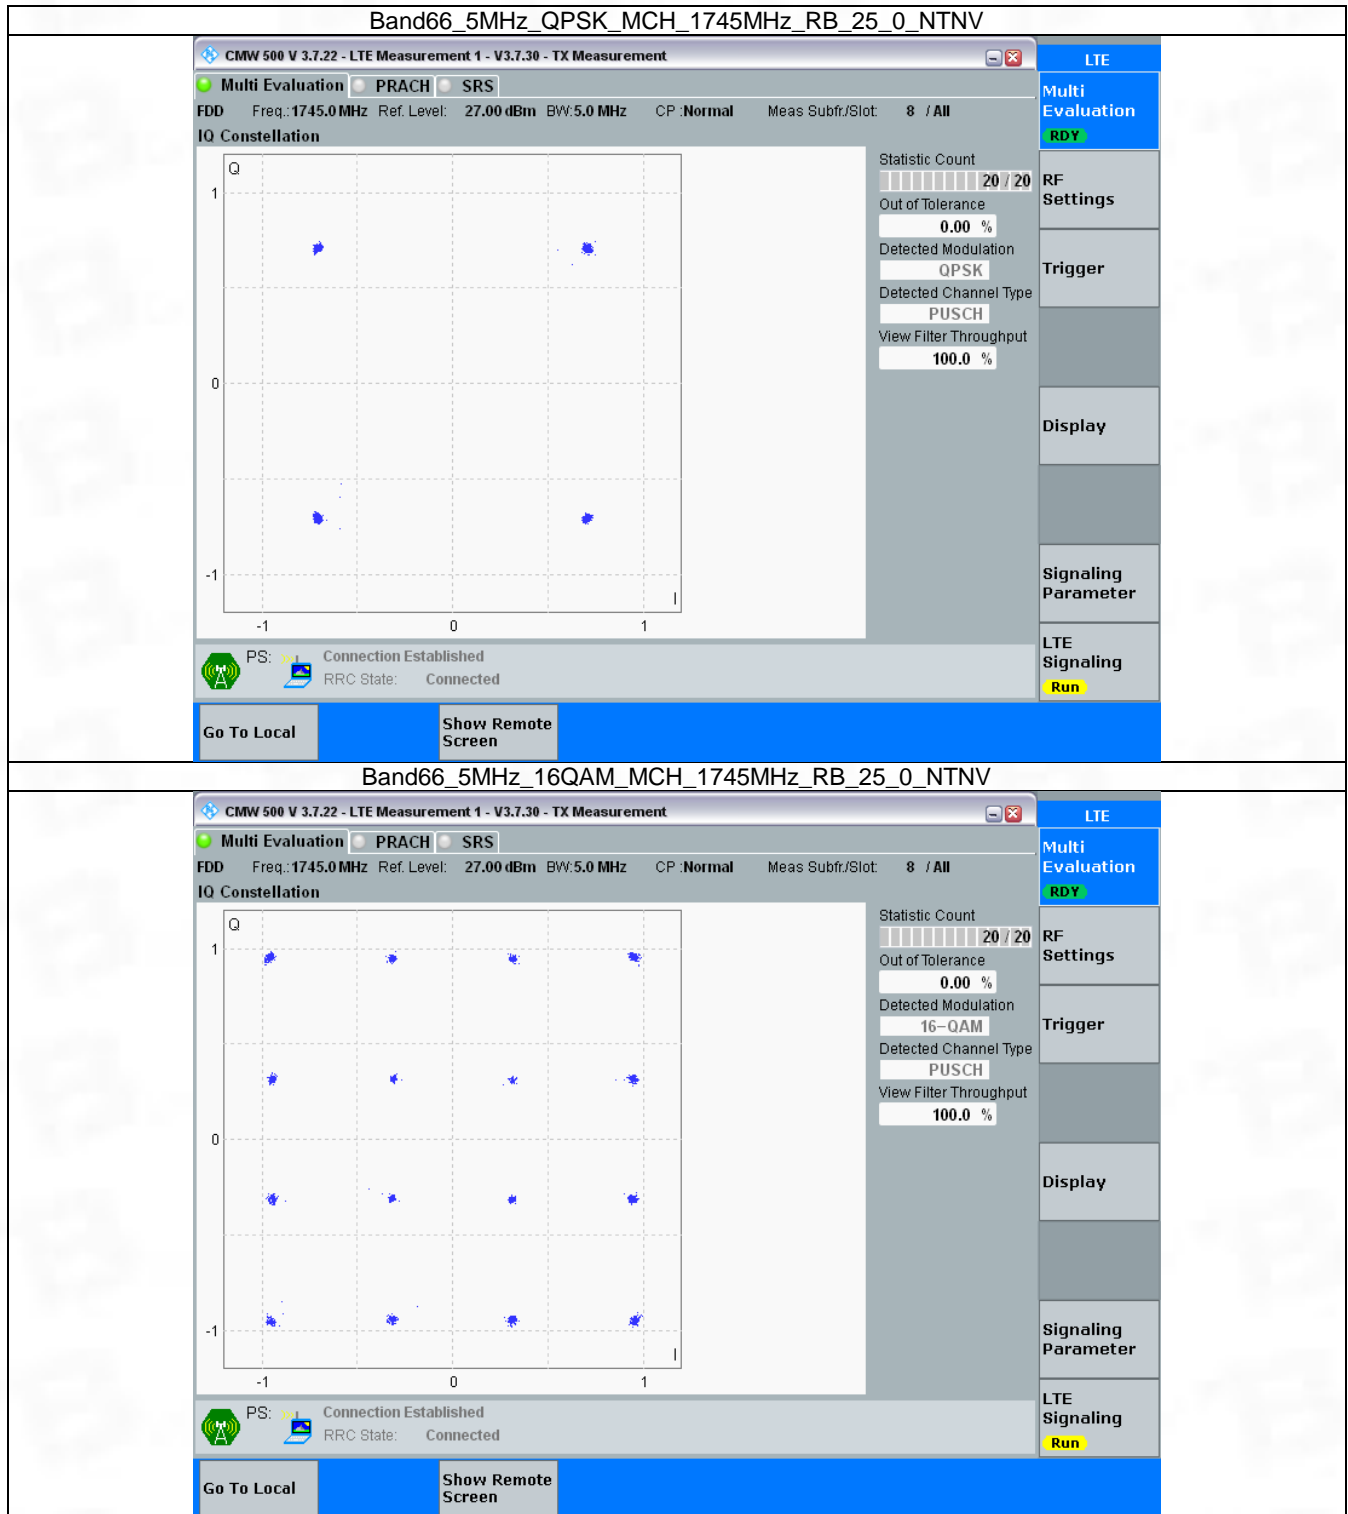 Band66_5MHz_QPSK_MCH_1745MHz_RB_25_0_NTNV
CMW 500 V 3.7.22 - LTE Measurement 1 - V3.7.30 - TX Measurement
LTE
Multi Evaluation PRACH SRS
Multi
Evaluation
RDY
FDD Freq.:1745.0 MHz Ref. Level: 27.00 dBm BW:5.0 MHz CP :Normal Meas Subfr./Slot: 8 / All
IQ Constellation
Q
1
0
-1
I
-1 0 1
Statistic Count
20 / 20
Out of Tolerance
0.00 %
Detected Modulation
QPSK
Detected Channel Type
PUSCH
View Filter Throughput
100.0 %
RF
Settings
Trigger
Display
Signaling
Parameter
LTE
Signaling
Run
PS: Connection Established
RRC State: Connected
Go To Local
Show Remote
Screen
Band66_5MHz_16QAM_MCH_1745MHz_RB_25_0_NTNV
CMW 500 V 3.7.22 - LTE Measurement 1 - V3.7.30 - TX Measurement
LTE
Multi Evaluation PRACH SRS
Multi
Evaluation
RDY
FDD Freq.:1745.0 MHz Ref. Level: 27.00 dBm BW:5.0 MHz CP :Normal Meas Subfr./Slot: 8 / All
IQ Constellation
Q
1
0
-1
I
-1 0 1
Statistic Count
20 / 20
Out of Tolerance
0.00 %
Detected Modulation
16-QAM
Detected Channel Type
PUSCH
View Filter Throughput
100.0 %
RF
Settings
Trigger
Display
Signaling
Parameter
LTE
Signaling
Run
PS: Connection Established
RRC State: Connected
Go To Local
Show Remote
Screen